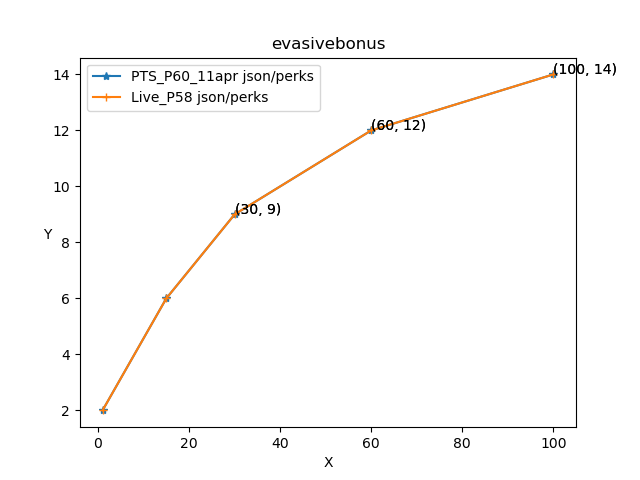 evasivebonus
PTS_P60_11apr json/perks
Live_P58 json/perks
(100, 14)
(60, 12)
(30, 9)
14
12
10
8
6
4
2
Y
0 20 40 60 80 100
X